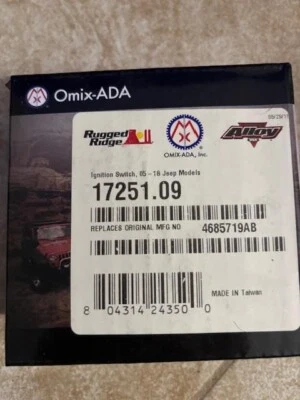 Omix-ADA
Rugged Ridge
OMIX-ADA, Inc.
Alloy
Ignition Switch, 05 - 16 Jeep Models
17251.09
REPLACES ORIGINAL MFG NO 4685719AB
MADE IN Taiwan
8 04314 24350 0